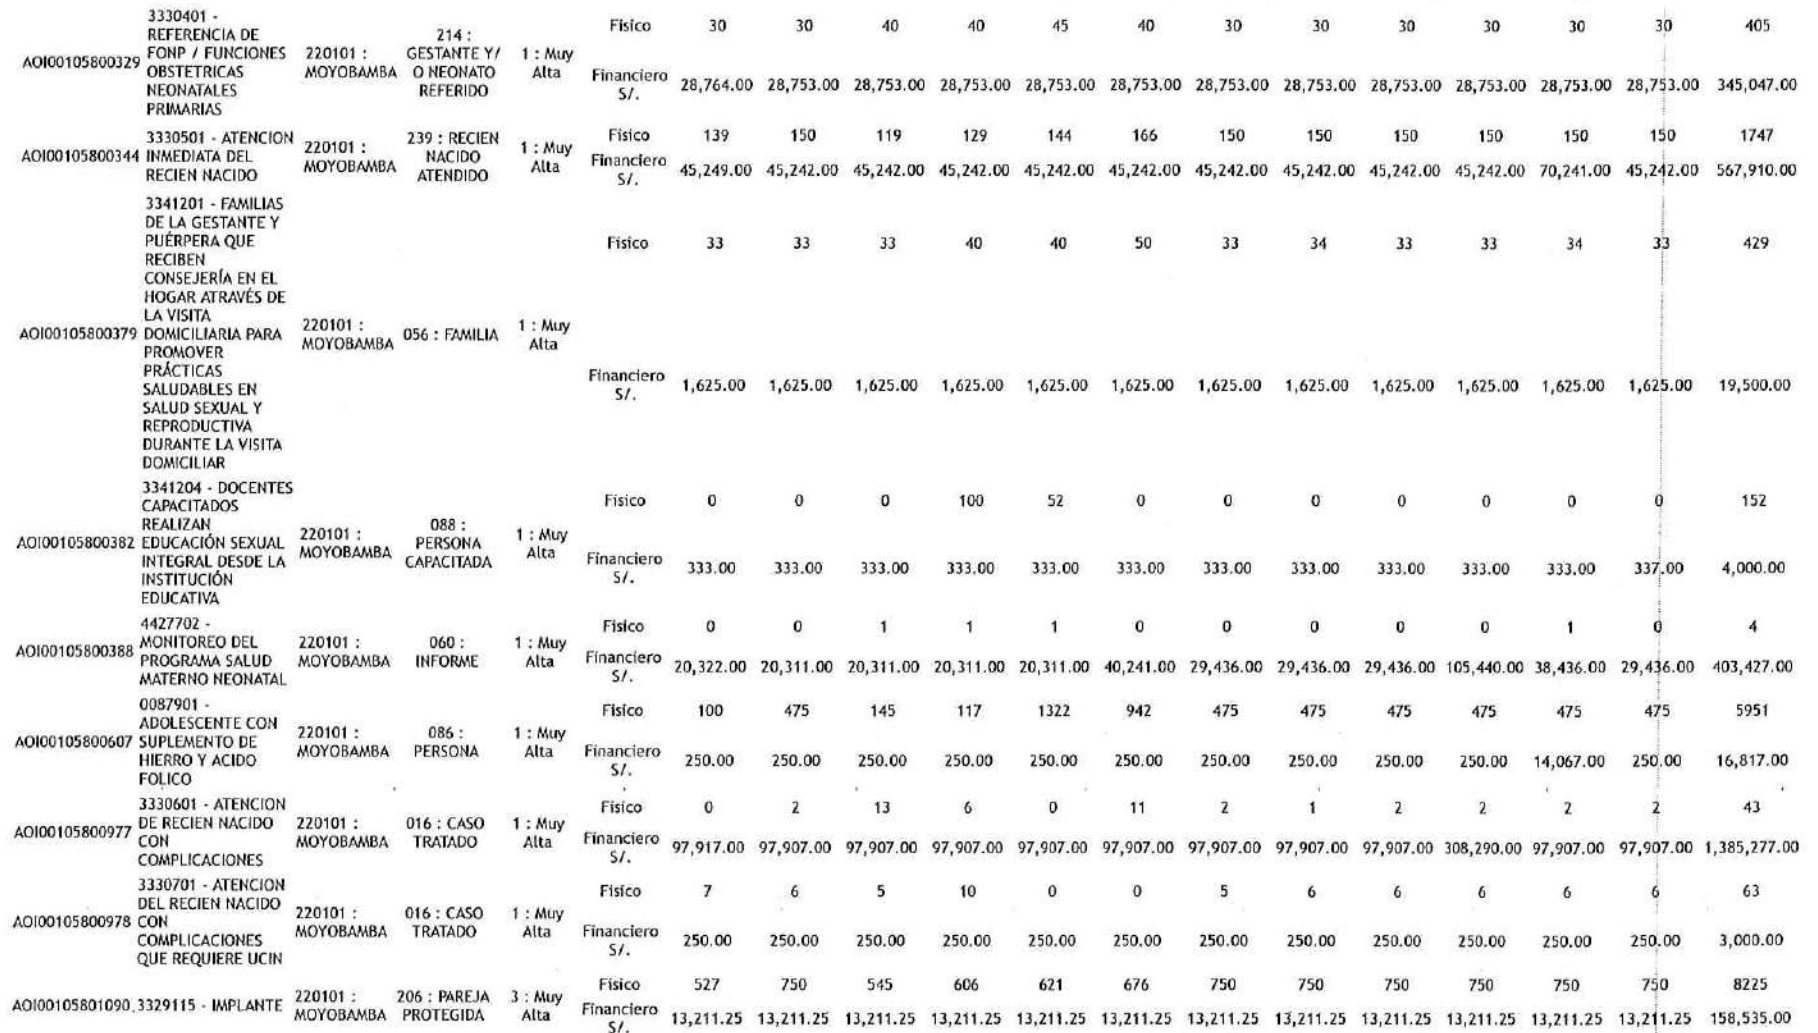 3330401 -
REFERENCIA DE
FONP / FUNCIONES
OBSTETRICAS
NEONATALES
PRIMARIAS
AOI00105800329
220101 :
MOYOBAMBA
214 :
GESTANTE Y/
O NEONATO
REFERIDO
1 : Muy
Alta
Fisico 30 30 40 40 45 40 30 30 30 30 30 30 405
Financiero
S/.
28,764.00 28,753.00 28,753.00 28,753.00 28,753.00 28,753.00 28,753.00 28,753.00 28,753.00 28,753.00 28,753.00 28,753.00 345,047.00
AOI00105800344
3330501 - ATENCION
INMEDIATA DEL
RECIEN NACIDO
220101 :
MOYOBAMBA
239 : RECIEN
NACIDO
ATENDIDO
1 : Muy
Alta
Fisico 139 150 119 129 144 166 150 150 150 150 150 150 1747
Financiero
S/.
45,249.00 45,242.00 45,242.00 45,242.00 45,242.00 45,242.00 45,242.00 45,242.00 45,242.00 45,242.00 70,241.00 45,242.00 567,910.00
AOI00105800379
3341201 - FAMILIAS
DE LA GESTANTE Y
PUÉRPERA QUE
RECIBEN
CONSEJERÍA EN EL
HOGAR ATRAVÉS DE
LA VISITA
DOMICILIARIA PARA
PROMOVER
PRÁCTICAS
SALUDABLES EN
SALUD SEXUAL Y
REPRODUCTIVA
DURANTE LA VISITA
DOMICILIAR
220101 :
MOYOBAMBA
056 : FAMILIA
1 : Muy
Alta
Fisico 33 33 33 40 40 50 33 34 33 33 34 33 429
Financiero
S/.
1,625.00 1,625.00 1,625.00 1,625.00 1,625.00 1,625.00 1,625.00 1,625.00 1,625.00 1,625.00 1,625.00 1,625.00 19,500.00
AOI00105800382
3341204 - DOCENTES
CAPACITADOS
REALIZAN
EDUCACIÓN SEXUAL
INTEGRAL DESDE LA
INSTITUCIÓN
EDUCATIVA
220101 :
MOYOBAMBA
088 :
PERSONA
CAPACITADA
1 : Muy
Alta
Fisico 0 0 0 100 52 0 0 0 0 0 0 0 152
Financiero
S/.
333.00 333.00 333.00 333.00 333.00 333.00 333.00 333.00 333.00 333.00 333.00 337.00 4,000.00
AOI00105800388
4427702 -
MONITOREO DEL
PROGRAMA SALUD
MATERNO NEONATAL
220101 :
MOYOBAMBA
060 :
INFORME
1 : Muy
Alta
Fisico 0 0 1 1 1 0 0 0 0 0 1 0 4
Financiero
S/.
20,322.00 20,311.00 20,311.00 20,311.00 20,311.00 40,241.00 29,436.00 29,436.00 29,436.00 105,440.00 38,436.00 29,436.00 403,427.00
AOI00105800607
0087901 -
ADOLESCENTE CON
SUPLEMENTO DE
HIERRO Y ACIDO
FOLICO
220101 :
MOYOBAMBA
086 :
PERSONA
1 : Muy
Alta
Fisico 100 475 145 117 1322 942 475 475 475 475 475 475 5951
Financiero
S/.
250.00 250.00 250.00 250.00 250.00 250.00 250.00 250.00 250.00 250.00 14,067.00 250.00 16,817.00
AOI00105800977
3330601 - ATENCION
DE RECIEN NACIDO
CON
COMPLICACIONES
220101 :
MOYOBAMBA
016 : CASO
TRATADO
1 : Muy
Alta
Fisico 0 2 13 6 0 11 2 1 2 2 2 2 43
Financiero
S/.
97,917.00 97,907.00 97,907.00 97,907.00 97,907.00 97,907.00 97,907.00 97,907.00 97,907.00 308,290.00 97,907.00 97,907.00 1,385,277.00
AOI00105800978
3330701 - ATENCION
DEL RECIEN NACIDO
CON
COMPLICACIONES
QUE REQUIERE UCIN
220101 :
MOYOBAMBA
016 : CASO
TRATADO
1 : Muy
Alta
Fisico 7 6 5 10 0 0 5 6 6 6 6 6 63
Financiero
S/.
250.00 250.00 250.00 250.00 250.00 250.00 250.00 250.00 250.00 250.00 250.00 250.00 3,000.00
AOI00105801090
3329115 - IMPLANTE
220101 :
MOYOBAMBA
206 : PAREJA
PROTEGIDA
3 : Muy
Alta
Fisico 527 750 545 606 621 676 750 750 750 750 750 750 8225
Financiero
S/.
13,211.25 13,211.25 13,211.25 13,211.25 13,211.25 13,211.25 13,211.25 13,211.25 13,211.25 13,211.25 13,211.25 13,211.25 158,535.00